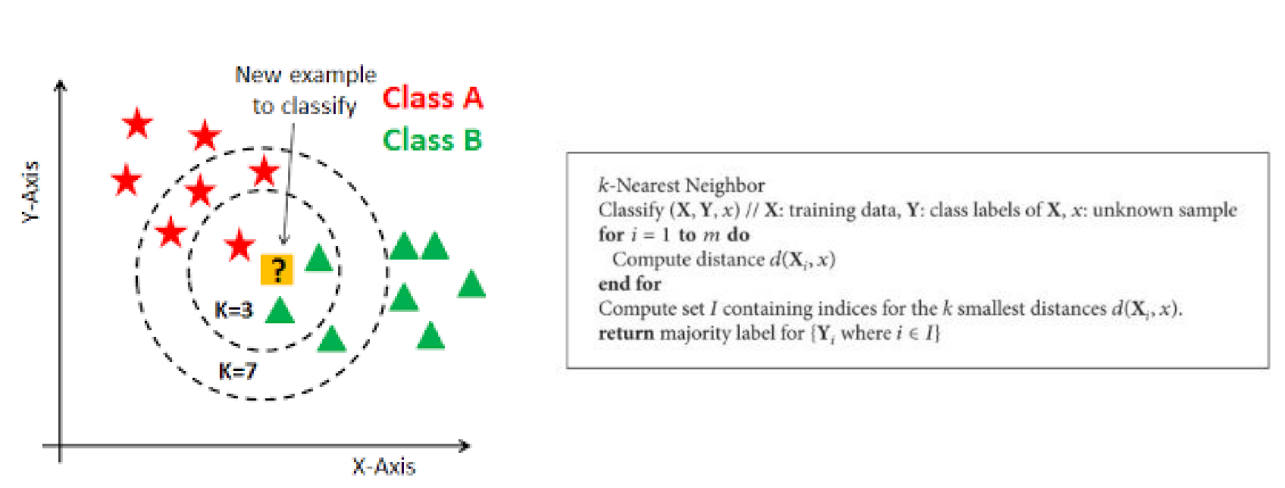 New example
to classify
Class A
Class B
Y-Axis
?
K=3
K=7
X-Axis
k-Nearest Neighbor
Classify (X, Y, x) // X: training data, Y: class labels of X, x: unknown sample
for i = 1 to m do
Compute distance d(Xᵢ, x)
end for
Compute set I containing indices for the k smallest distances d(Xᵢ, x).
return majority label for {Yᵢ where i ∈ I}